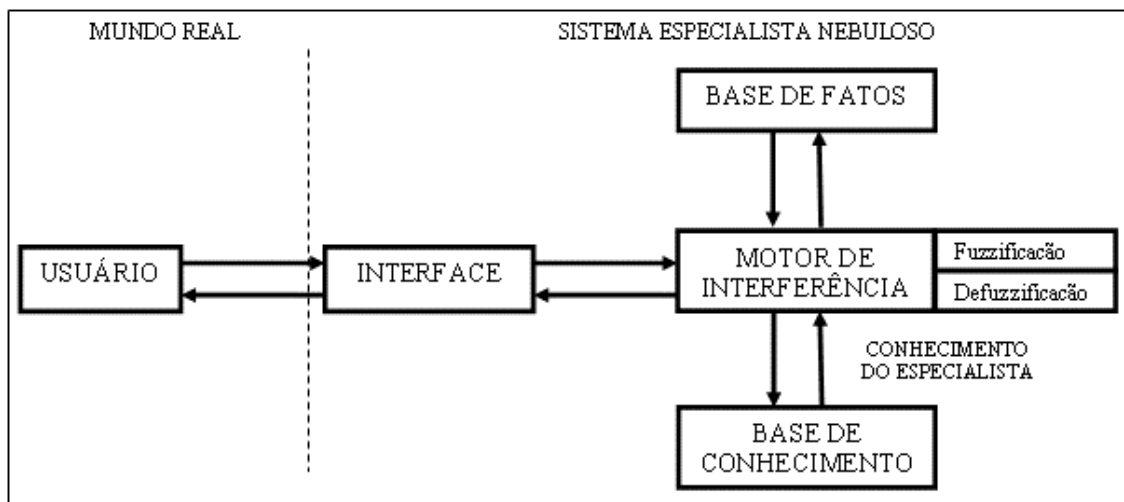 MUNDO REAL
SISTEMA ESPECIALISTA NEBULOSO
BASE DE FATOS
USUÁRIO
INTERFACE
MOTOR DE
INTERFERÊNCIA
Fuzzificacão
Defuzzificacão
CONHECIMENTO
DO ESPECIALISTA
BASE DE
CONHECIMENTO